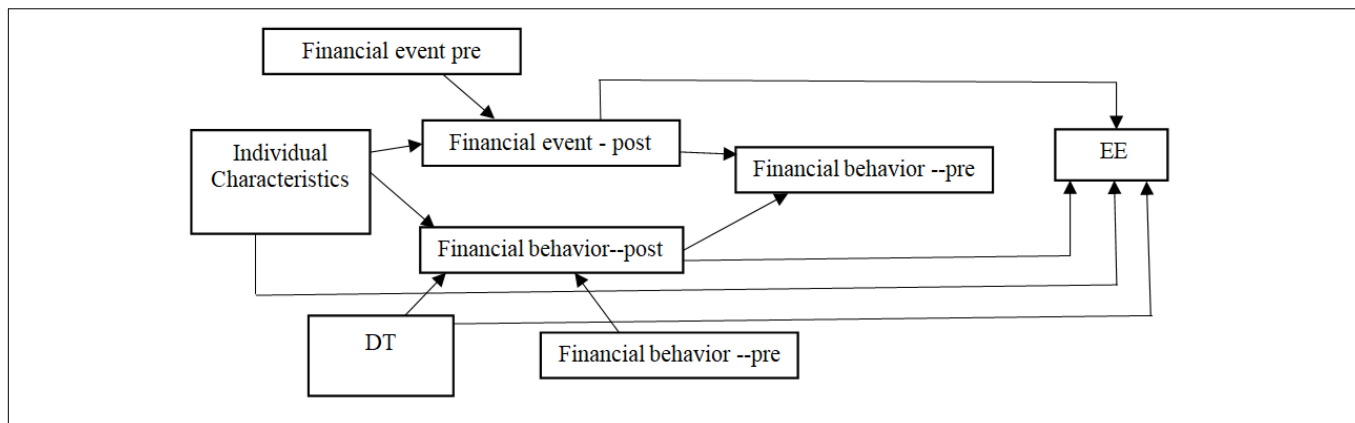 Financial event pre
Financial event - post
Individual
Characteristics
EE
Financial behavior --pre
Financial behavior--post
DT
Financial behavior --pre